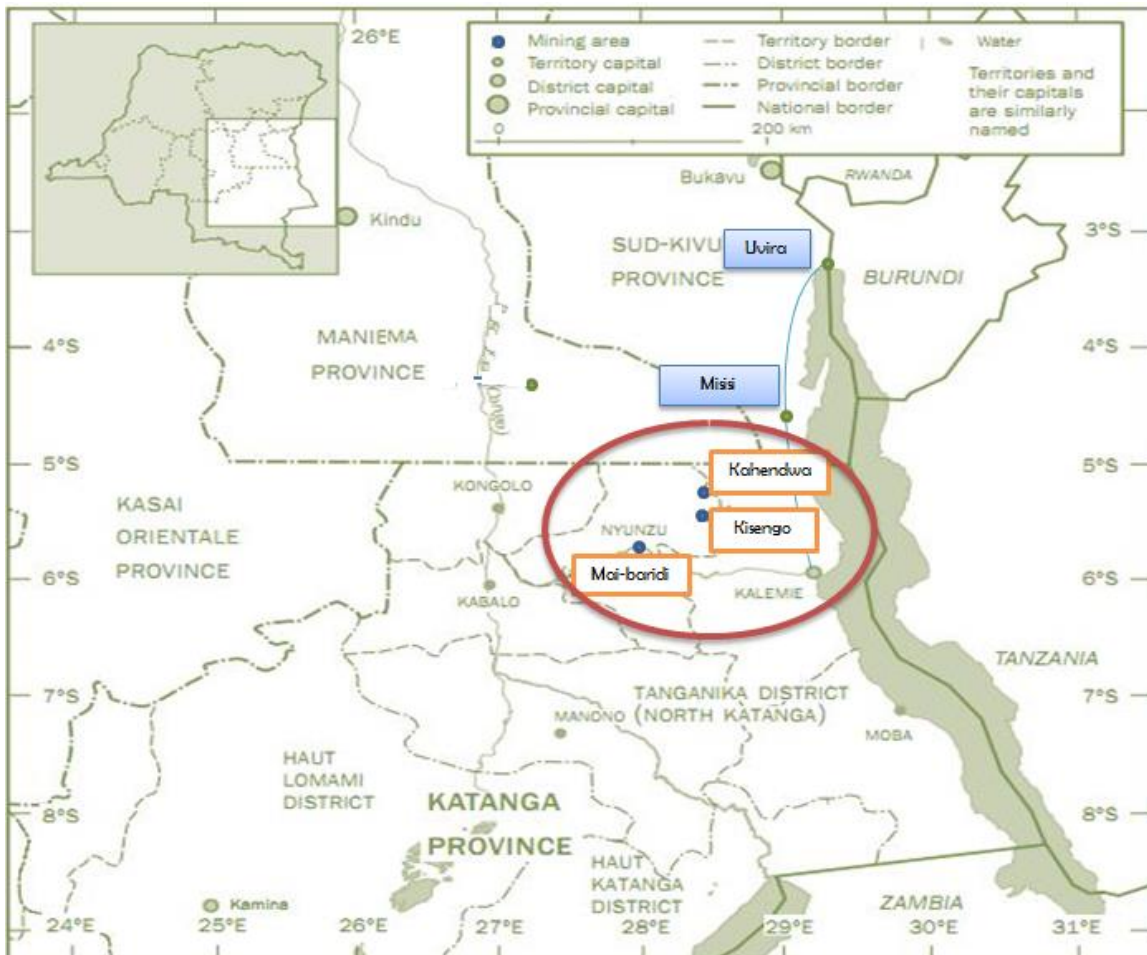 26°E
Mining area
Territory capital
District capital
Provincial capital
Territory border
District border
Provincial border
National border
Water
Territories and
their capitals
are similarly
named
0
200 km
Bukavu
RWANDA
Kindu
3°S
SUD-KIVU
PROVINCE
Uvira
BURUNDI
MANIEMA
PROVINCE
4°S
4°S
Misisi
5°S
5°S
Kahendwa
KONGOLO
KASAI
ORIENTALE
PROVINCE
NYUNZU
Kisengo
Mai-baridi
6°S
6°S
KABALO
KALEMIE
TANZANIA
TANGANIKA DISTRICT
(NORTH KATANGA)
7°S
7°S
MANONO
MOBA
HAUT
LOMAMI
DISTRICT
KATANGA
PROVINCE
8°S
8°S
HAUT
KATANGA
DISTRICT
ZAMBIA
Kamina
24°E
25°E
26°E
27°E
28°E
29°E
30°E
31°E